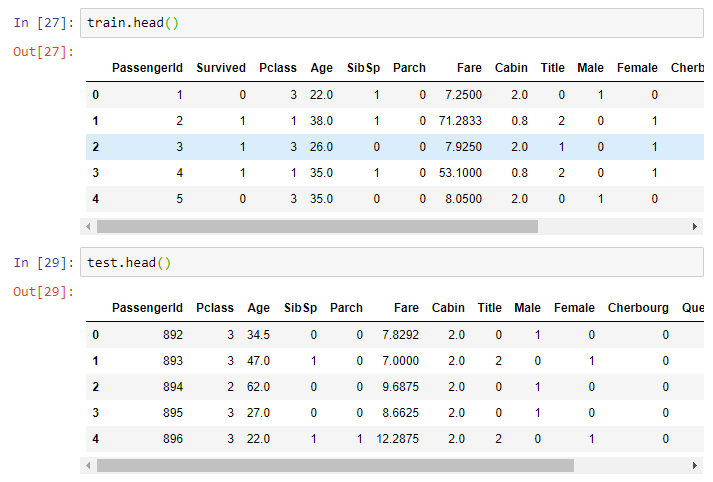 In [27]: train.head()
Out[27]:
PassengerId Survived Pclass Age SibSp Parch Fare Cabin Title Male Female Cherb
0 1 0 3 22.0 1 0 7.2500 2.0 0 1 0
1 2 1 1 38.0 1 0 71.2833 0.8 2 0 1
2 3 1 3 26.0 0 0 7.9250 2.0 1 0 1
3 4 1 1 35.0 1 0 53.1000 0.8 2 0 1
4 5 0 3 35.0 0 0 8.0500 2.0 0 1 0
In [29]: test.head()
Out[29]:
PassengerId Pclass Age SibSp Parch Fare Cabin Title Male Female Cherbourg Que
0 892 3 34.5 0 0 7.8292 2.0 0 1 0 0
1 893 3 47.0 1 0 7.0000 2.0 2 0 1 0
2 894 2 62.0 0 0 9.6875 2.0 0 1 0 0
3 895 3 27.0 0 0 8.6625 2.0 0 1 0 0
4 896 3 22.0 1 1 12.2875 2.0 2 0 1 0